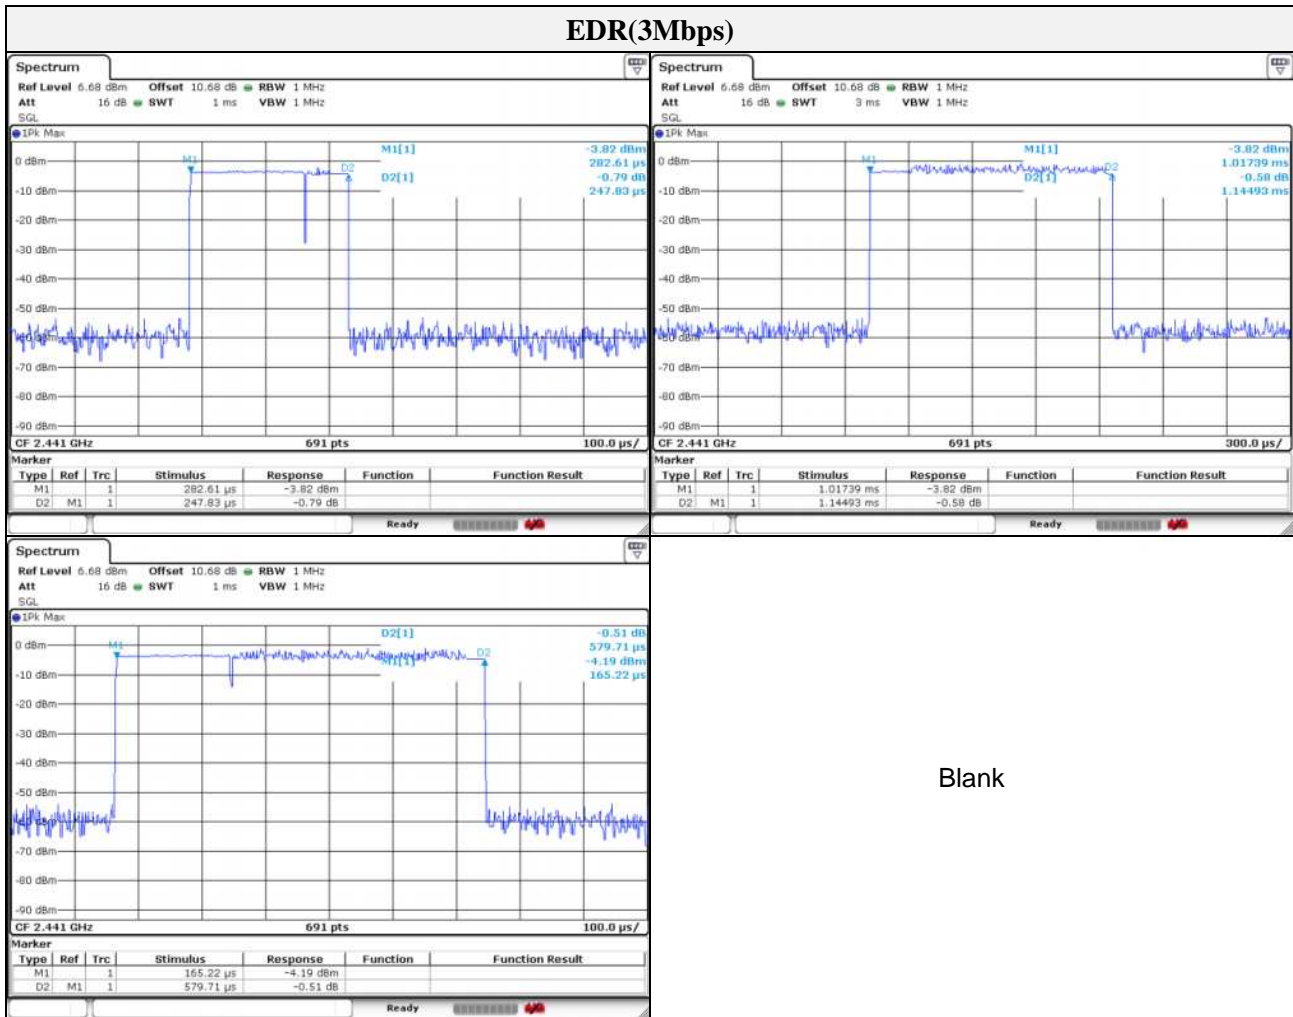 EDR(3Mbps)
Spectrum
Ref Level 6.68 dBm Offset 10.68 dB RBW 1 MHz
Att 16 dB SWT 1 ms VBW 1 MHz
SGL
1Pk Max
M1[1] -3.82 dBm
282.61 µs
D2[1] -0.79 dB
247.83 µs
M1
D2
0 dBm
-10 dBm
-20 dBm
-30 dBm
-40 dBm
-50 dBm
-60 dBm
-70 dBm
-80 dBm
-90 dBm
CF 2.441 GHz 691 pts 100.0 µs/
Marker
Type Ref Trc Stimulus Response Function Function Result
M1 1 282.61 µs -3.82 dBm
D2 M1 1 247.83 µs -0.79 dB
Ready
Spectrum
Ref Level 6.68 dBm Offset 10.68 dB RBW 1 MHz
Att 16 dB SWT 3 ms VBW 1 MHz
SGL
1Pk Max
M1[1] -3.82 dBm
1.01739 ms
D2[1] -0.58 dB
1.14493 ms
M1
D2
0 dBm
-10 dBm
-20 dBm
-30 dBm
-40 dBm
-50 dBm
-60 dBm
-70 dBm
-80 dBm
-90 dBm
CF 2.441 GHz 691 pts 300.0 µs/
Marker
Type Ref Trc Stimulus Response Function Function Result
M1 1 1.01739 ms -3.82 dBm
D2 M1 1 1.14493 ms -0.58 dB
Ready
Spectrum
Ref Level 6.68 dBm Offset 10.68 dB RBW 1 MHz
Att 16 dB SWT 1 ms VBW 1 MHz
SGL
1Pk Max
D2[1] -0.51 dB
579.71 µs
M1[1] -4.19 dBm
165.22 µs
M1
D2
0 dBm
-10 dBm
-20 dBm
-30 dBm
-40 dBm
-50 dBm
-60 dBm
-70 dBm
-80 dBm
-90 dBm
CF 2.441 GHz 691 pts 100.0 µs/
Marker
Type Ref Trc Stimulus Response Function Function Result
M1 1 165.22 µs -4.19 dBm
D2 M1 1 579.71 µs -0.51 dB
Ready
Blank